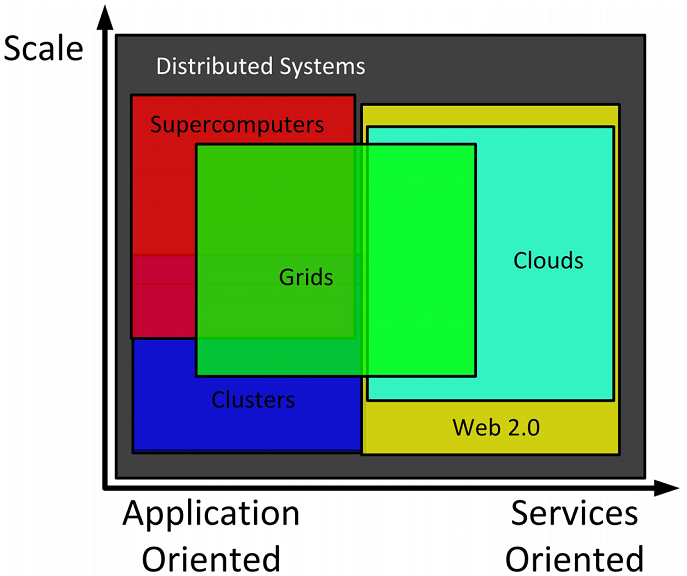 Scale
Distributed Systems
Supercomputers
Grids
Clouds
Clusters
Web 2.0
Application
Oriented
Services
Oriented